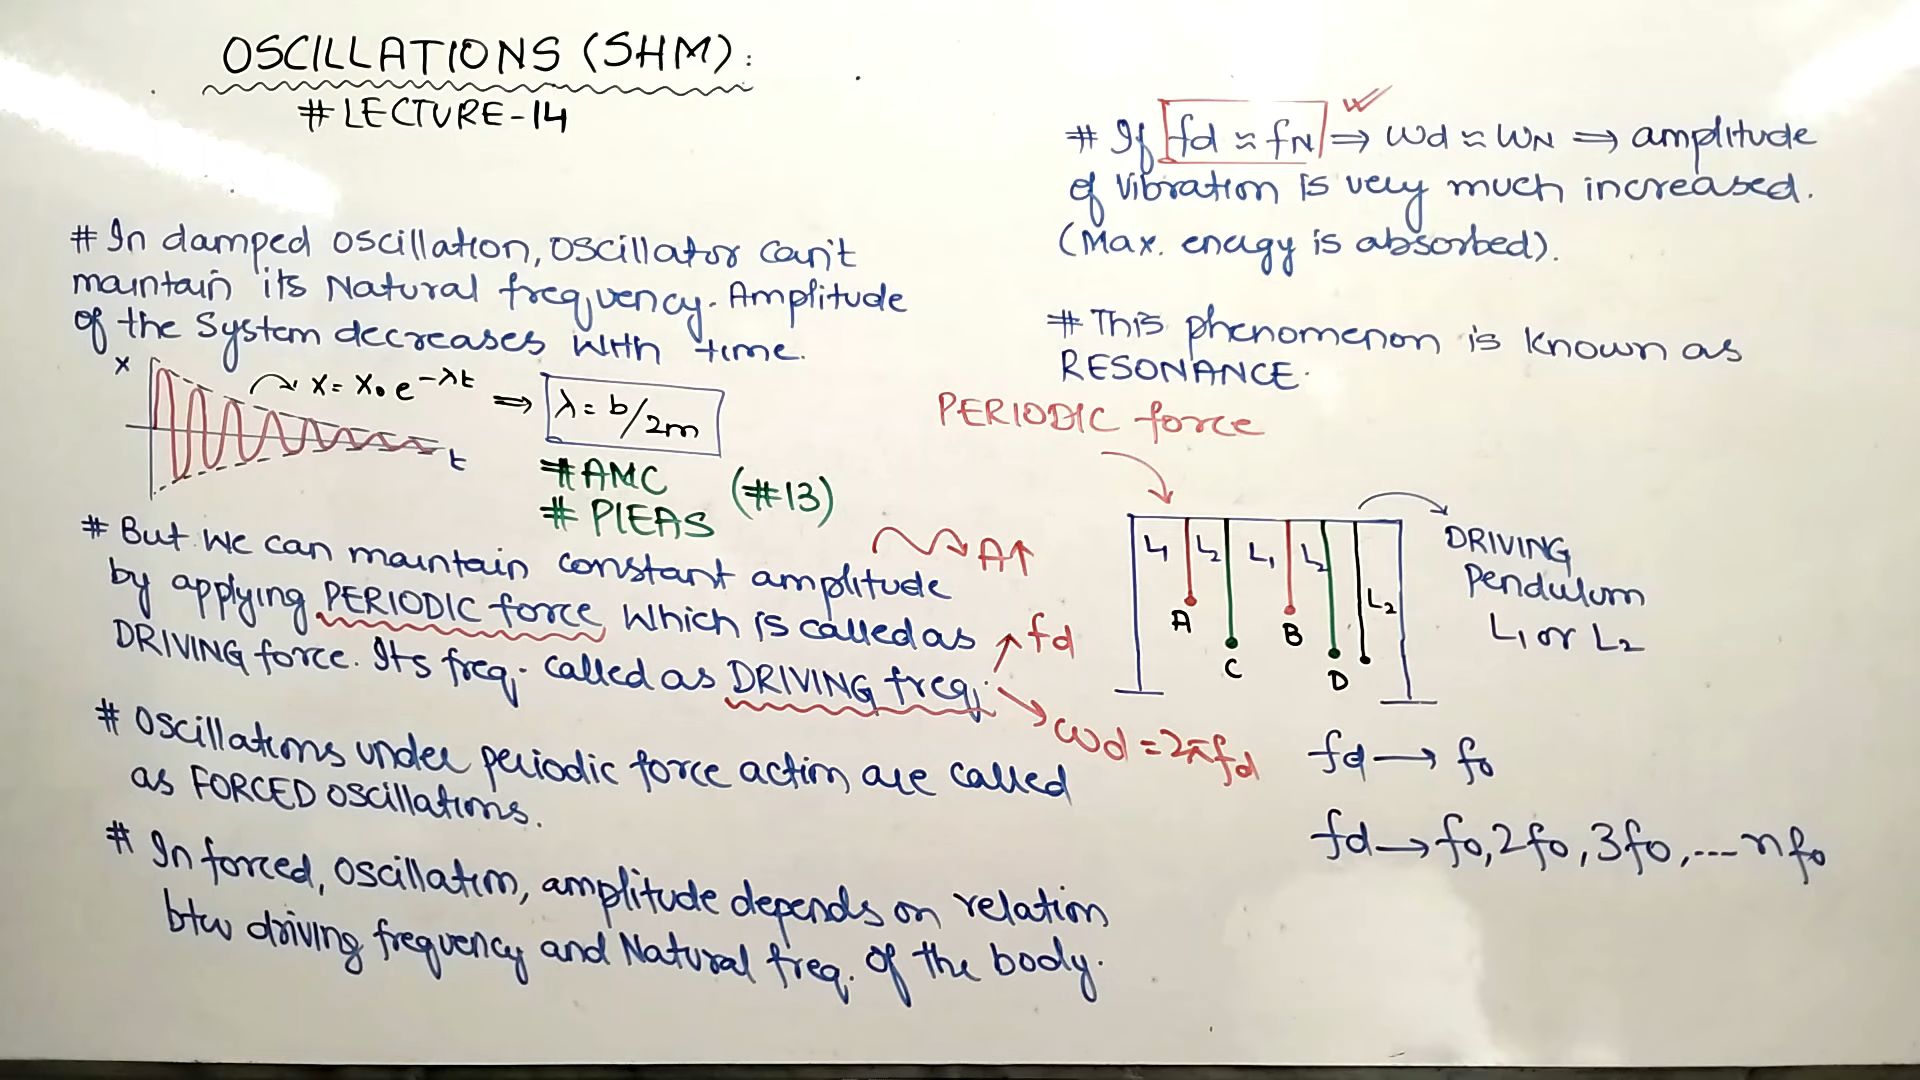 OSCILLATIONS (SHM):
# LECTURE-14
# In damped oscillation, oscillator can't
maintain its Natural frequency. Amplitude
of the System decreases with time.
x
x = x₀ e^-λt ⇒ λ = b/2m
t
# AMC
# PIEAS (#13)
# But we can maintain constant amplitude
by applying PERIODIC force which is called as
DRIVING force. Its freq. called as DRIVING freq.
A↑
fd
ωd = 2πfd
# Oscillations under periodic force action are called
as FORCED oscillations.
# In forced, oscillation, amplitude depends on relation
btw driving frequency and Natural freq. of the body.
# If fd ≈ fN ⇒ ωd ≈ ωN ⇒ amplitude
of vibration is very much increased.
(Max. energy is absorbed).
# This phenomenon is known as
RESONANCE.
PERIODIC force
L1 L2 L1 L2 L2
A C B D
DRIVING
Pendulum
L1 or L2
fd → f₀
fd → f₀, 2f₀, 3f₀, ---- nf₀